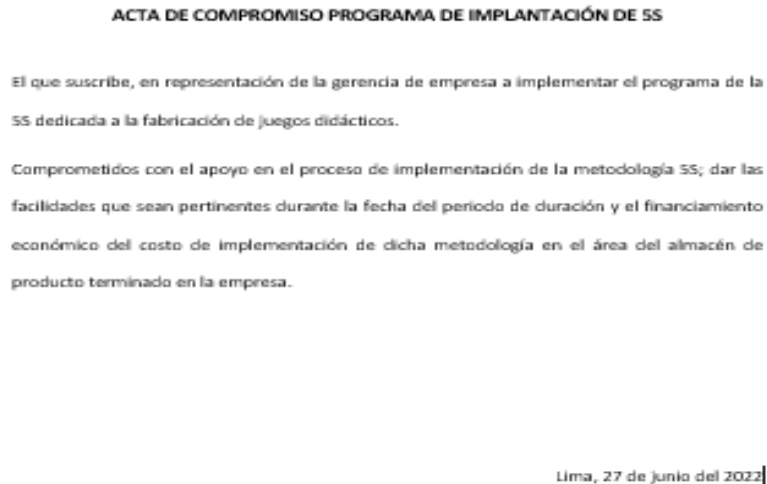 ACTA DE COMPROMISO PROGRAMA DE IMPLANTACIÓN DE 5S
El que suscribe, en representación de la gerencia de empresa a implementar el programa de la
5S dedicada a la fabricación de juegos didácticos.
Comprometidos con el apoyo en el proceso de implementación de la metodología 5S; dar las
facilidades que sean pertinentes durante la fecha del periodo de duración y el financiamiento
económico del costo de implementación de dicha metodología en el área del almacén de
producto terminado en la empresa.
Lima, 27 de junio del 2022